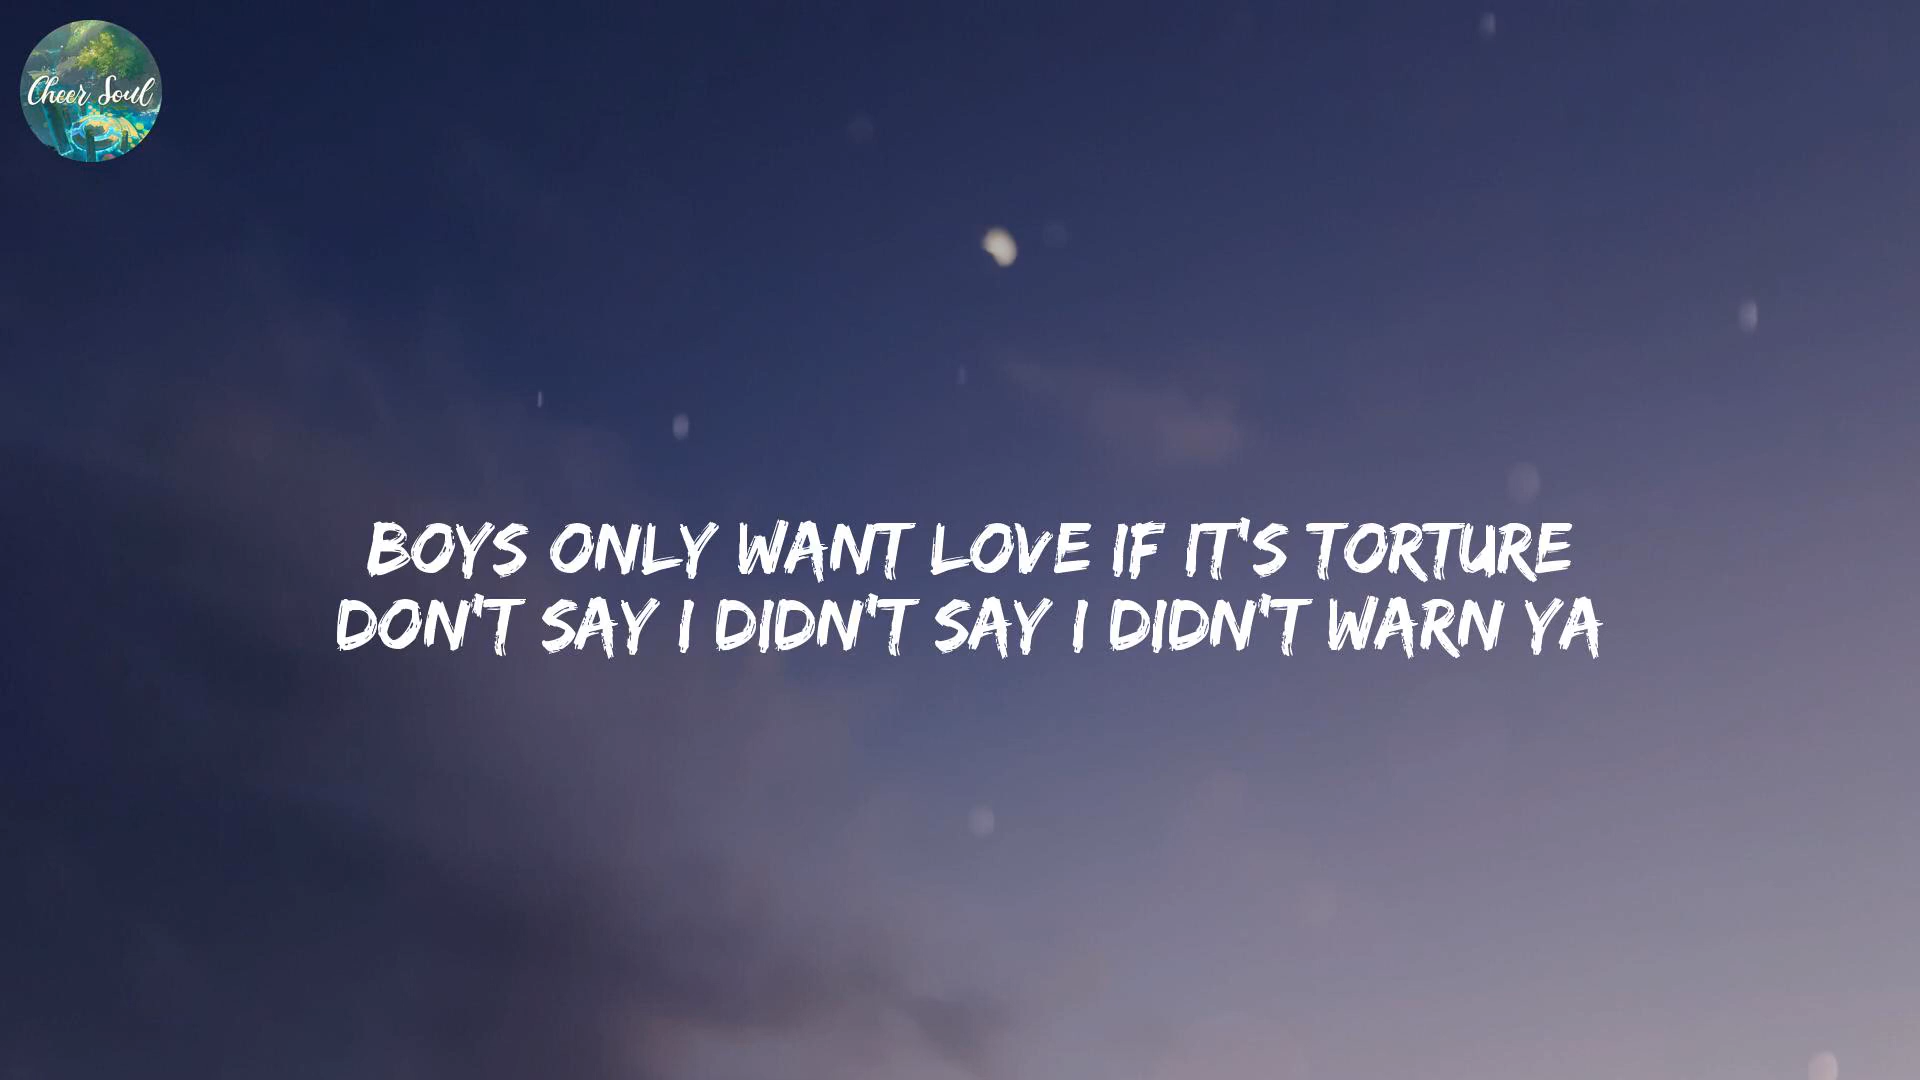 Cheer Soul
BOYS ONLY WANT LOVE IF IT'S TORTURE
DON'T SAY I DIDN'T SAY I DIDN'T WARN YA